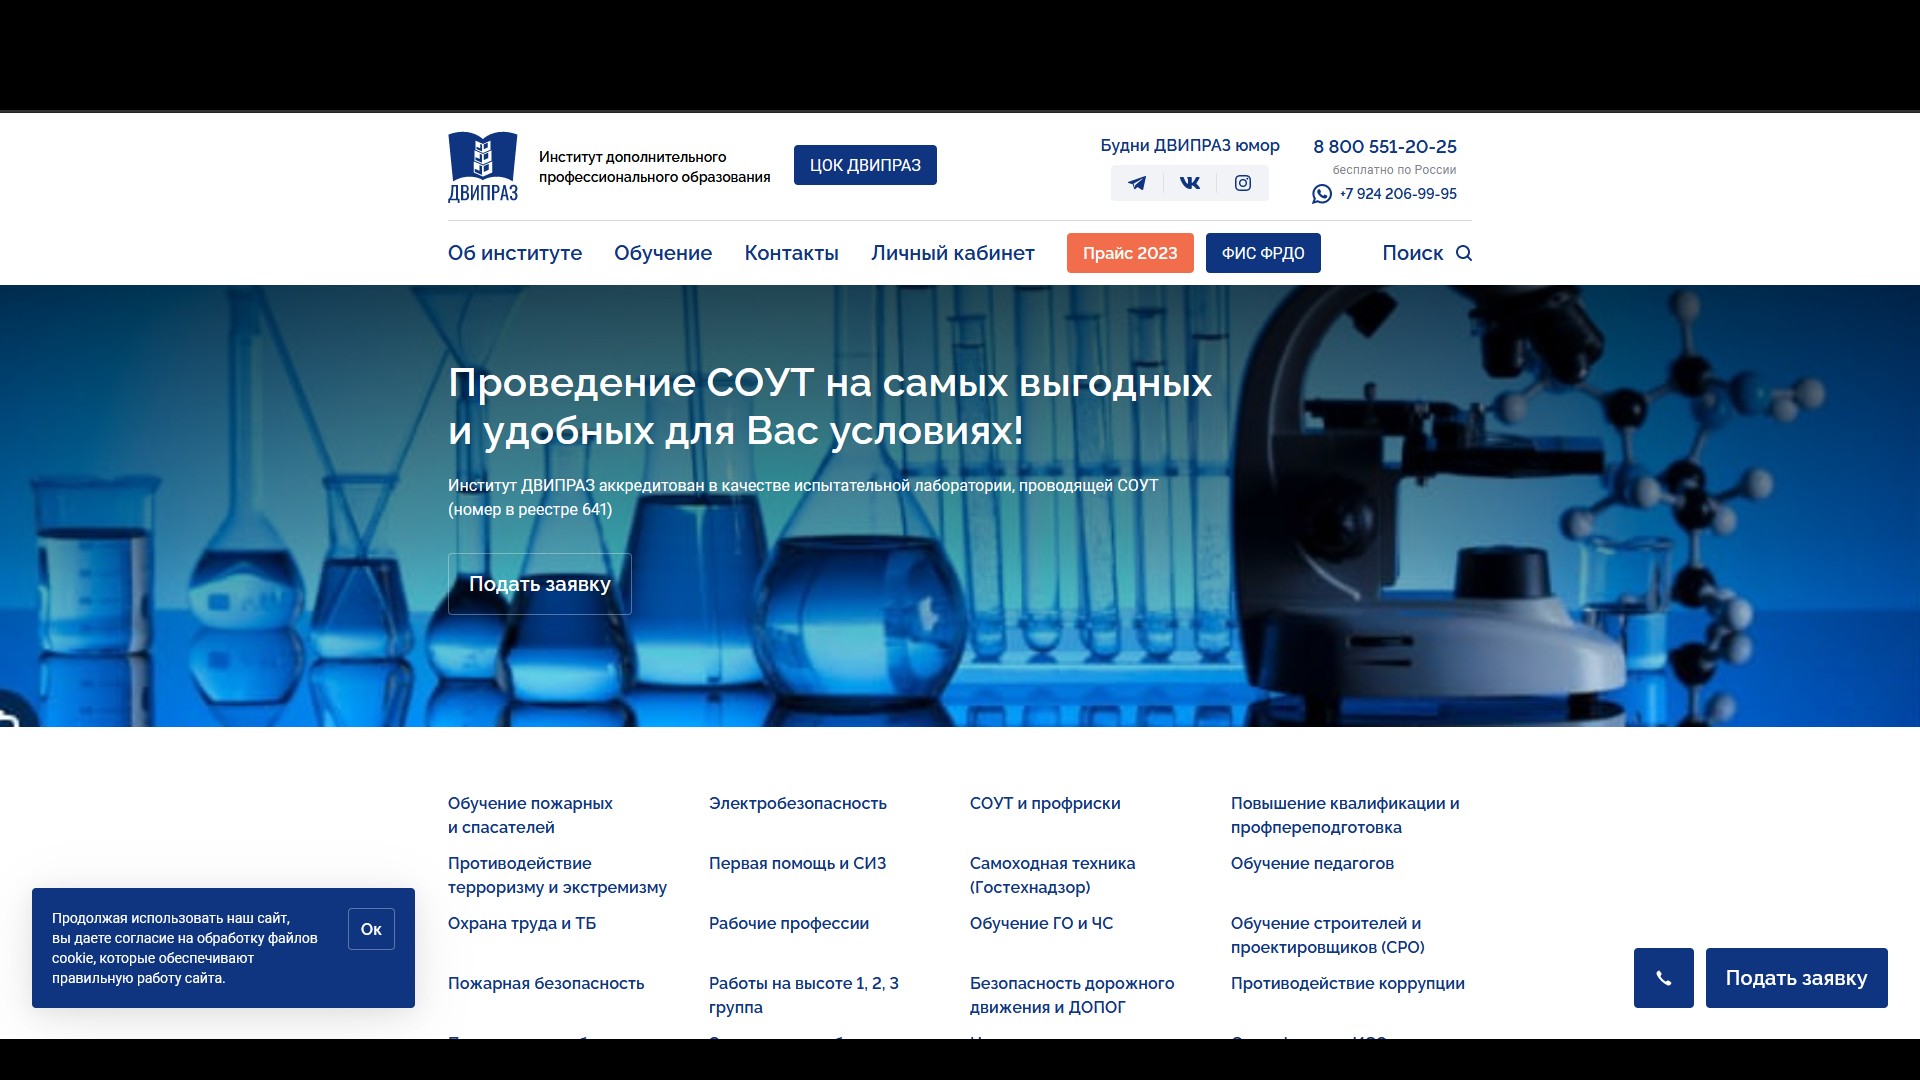 ДВИПРАЗ
Институт дополнительного
профессионального образования
ЦОК ДВИПРАЗ
Будни ДВИПРАЗ юмор
8 800 551-20-25
бесплатно по России
+7 924 206-99-95
Об институте
Обучение
Контакты
Личный кабинет
Прайс 2023
ФИС ФРДО
Поиск
Проведение СОУТ на самых выгодных
и удобных для Вас условиях!
Институт ДВИПРАЗ аккредитован в качестве испытательной лаборатории, проводящей СОУТ
(номер в реестре 641)
Подать заявку
Обучение пожарных
и спасателей
Электробезопасность
СОУТ и профриски
Повышение квалификации и
профпереподготовка
Противодействие
терроризму и экстремизму
Первая помощь и СИЗ
Самоходная техника
(Гостехнадзор)
Обучение педагогов
Охрана труда и ТБ
Рабочие профессии
Обучение ГО и ЧС
Обучение строителей и
проектировщиков (СРО)
Пожарная безопасность
Работы на высоте 1, 2, 3
группа
Безопасность дорожного
движения и ДОПОГ
Противодействие коррупции
Продолжая использовать наш сайт,
вы даете согласие на обработку файлов
cookie, которые обеспечивают
правильную работу сайта.
Ок
Подать заявку